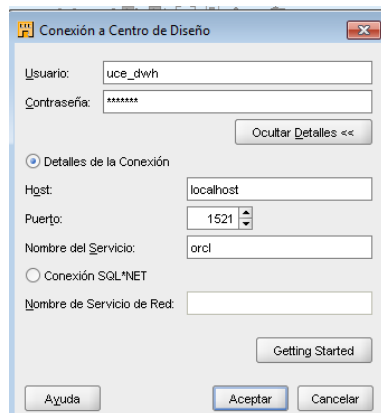 Conexión a Centro de Diseño
Usuario: uce_dwh
Contraseña: *******
Ocultar Detalles <<
Detalles de la Conexión
Host: localhost
Puerto: 1521
Nombre del Servicio: orcl
Conexión SQL*NET
Nombre de Servicio de Red:
Getting Started
Ayuda Aceptar Cancelar